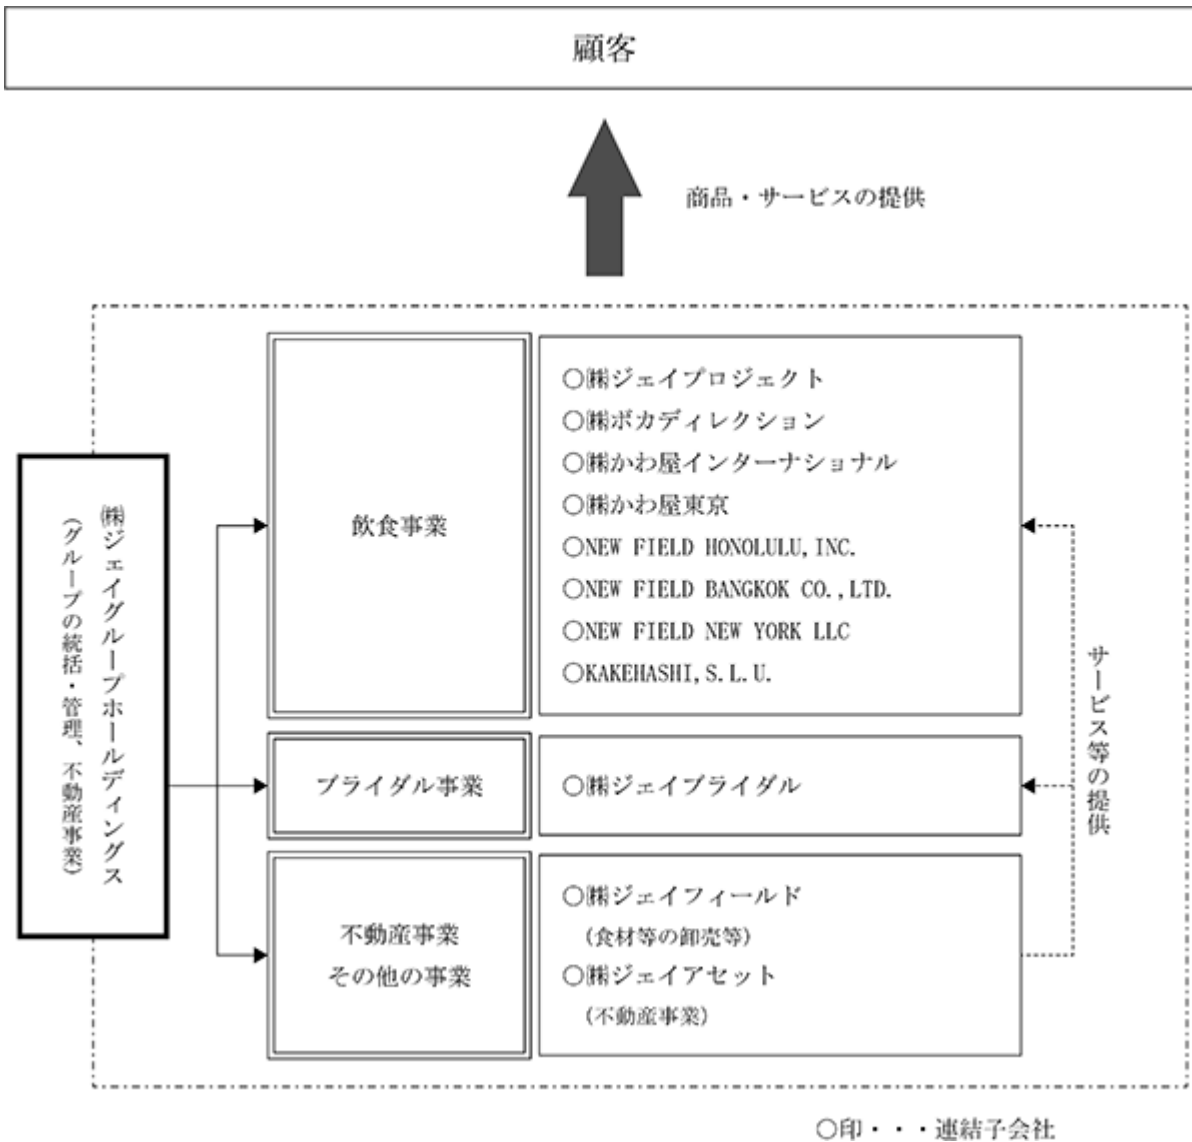 顧客
商品・サービスの提供
㈱ジェイグループホールディングス
(グループの統括・管理、不動産事業)
飲食事業
○㈱ジェイプロジェクト
○㈱ボカディレクション
○㈱かわ屋インターナショナル
○㈱かわ屋東京
○NEW FIELD HONOLULU,INC.
○NEW FIELD BANGKOK CO.,LTD.
○NEW FIELD NEW YORK LLC
○KAKEHASHI,S.L.U.
ブライダル事業
○㈱ジェイブライダル
不動産事業
その他の事業
○㈱ジェイフィールド
(食材等の卸売等)
○㈱ジェイアセット
(不動産事業)
サービス等の提供
○印・・・連結子会社